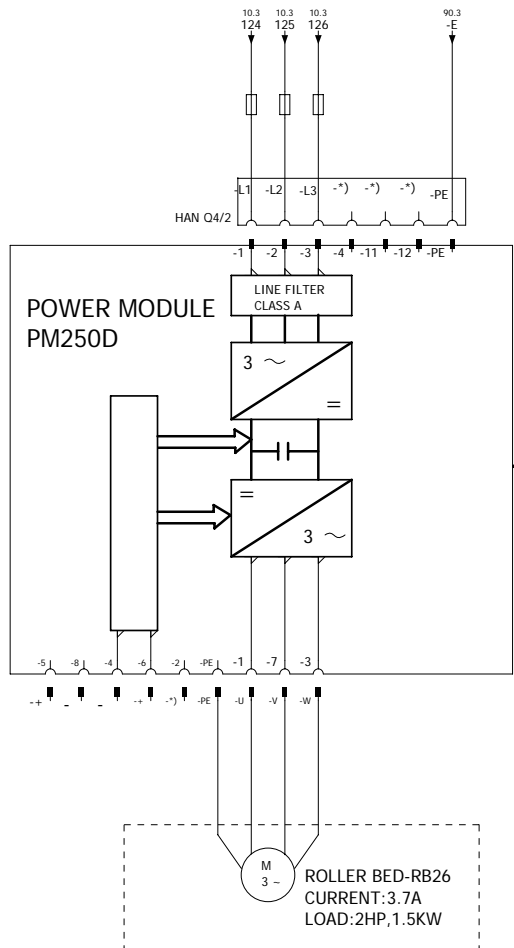 10.3 10.3 10.3 90.3
124 125 126 -E
-L1 -L2 -L3 -*) -*) -*) -PE
HAN Q4/2
-1 -2 -3 -4 -11 -12 -PE
POWER MODULE
PM250D
LINE FILTER
CLASS A
3 ~
=
=
3 ~
-5 -8 -4 -6 -2 -PE -1 -7 -3
-+ - - -+ -*) -PE -U -V -W
M
3 ~
ROLLER BED-RB26
CURRENT:3.7A
LOAD:2HP,1.5KW